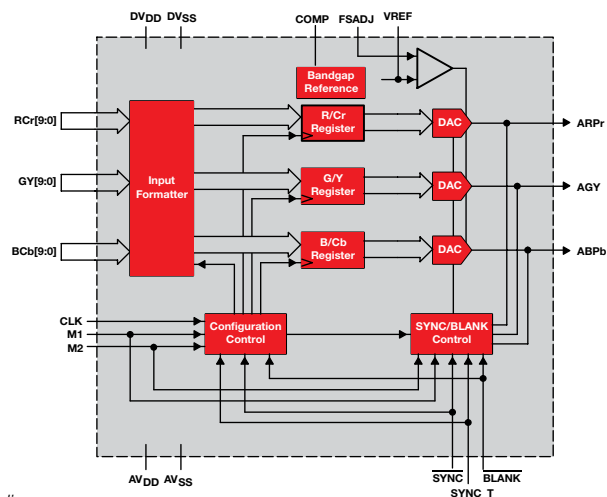 DVDD DVSS COMP FSADJ VREF
Bandgap
Reference
RCr[9:0]
R/Cr
Register
DAC
ARPr
Input
Formatter
GY[9:0]
G/Y
Register
DAC
AGY
BCb[9:0]
B/Cb
Register
DAC
ABPb
CLK
M1
M2
Configuration
Control
SYNC/BLANK
Control
AVDD AVSS
SYNC BLANK
SYNC_T